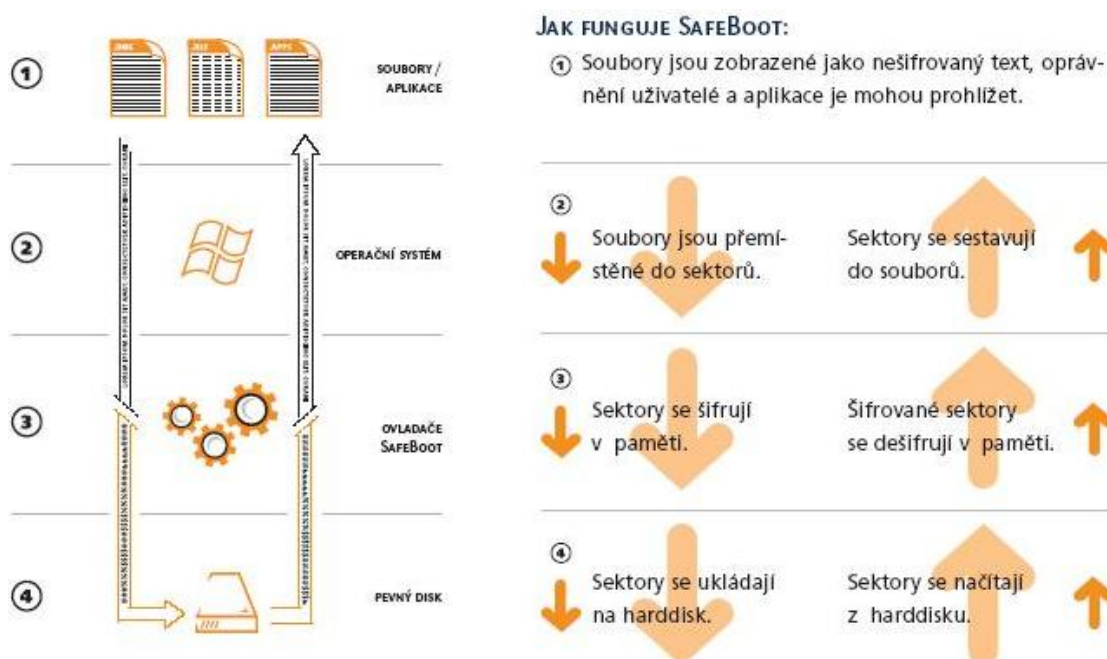 1
.DOC
.XLS
.APPS
SOUBORY /
APLIKACE
2
OPERAČNÍ SYSTÉM
3
OVLADAČE
SAFEBOOT
4
PEVNÝ DISK
JAK FUNGUJE SAFEBOOT:
1 Soubory jsou zobrazené jako nešifrovaný text, opráv-
nění uživatelé a aplikace je mohou prohlížet.
2
Soubory jsou přemí-
stěné do sektorů.
Sektory se sestavují
do souborů.
3
Sektory se šifrují
v paměti.
Šifrované sektory
se dešifrují v paměti.
4
Sektory se ukládají
na harddisk.
Sektory se načítají
z harddisku.